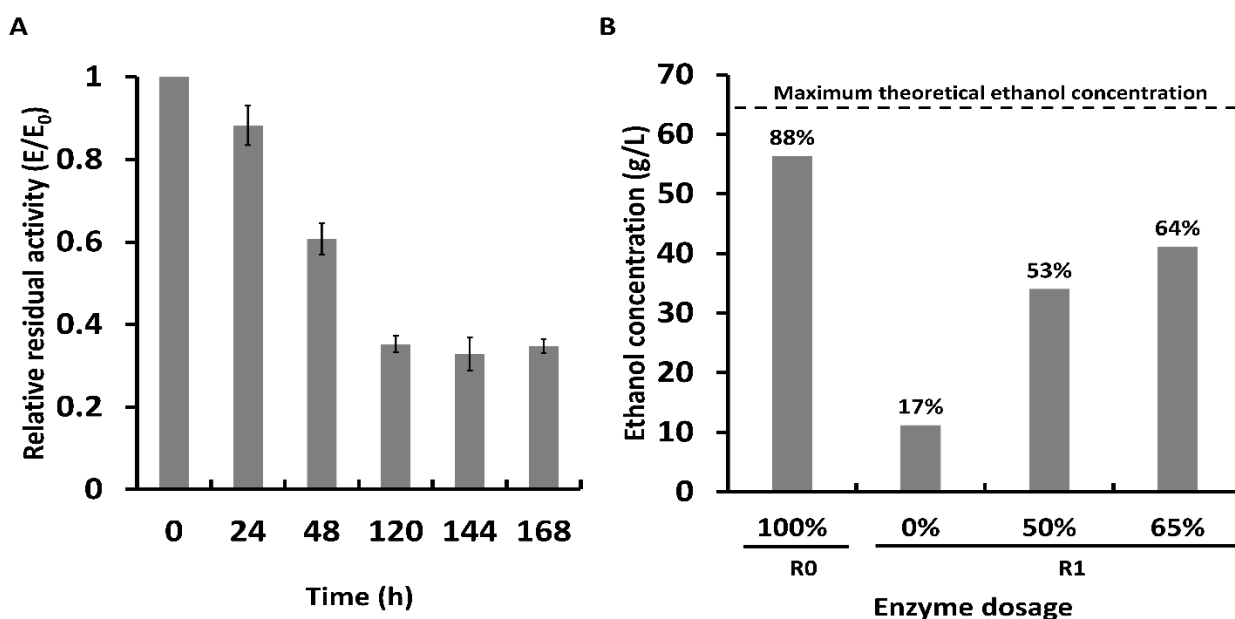 A
Relative residual activity (E/E0)
1
0.8
0.6
0.4
0.2
0
0 24 48 120 144 168
Time (h)
B
Ethanol concentration (g/L)
70
60
50
40
30
20
10
0
Maximum theoretical ethanol concentration
88%
17%
53%
64%
100% 0% 50% 65%
R0 R1
Enzyme dosage